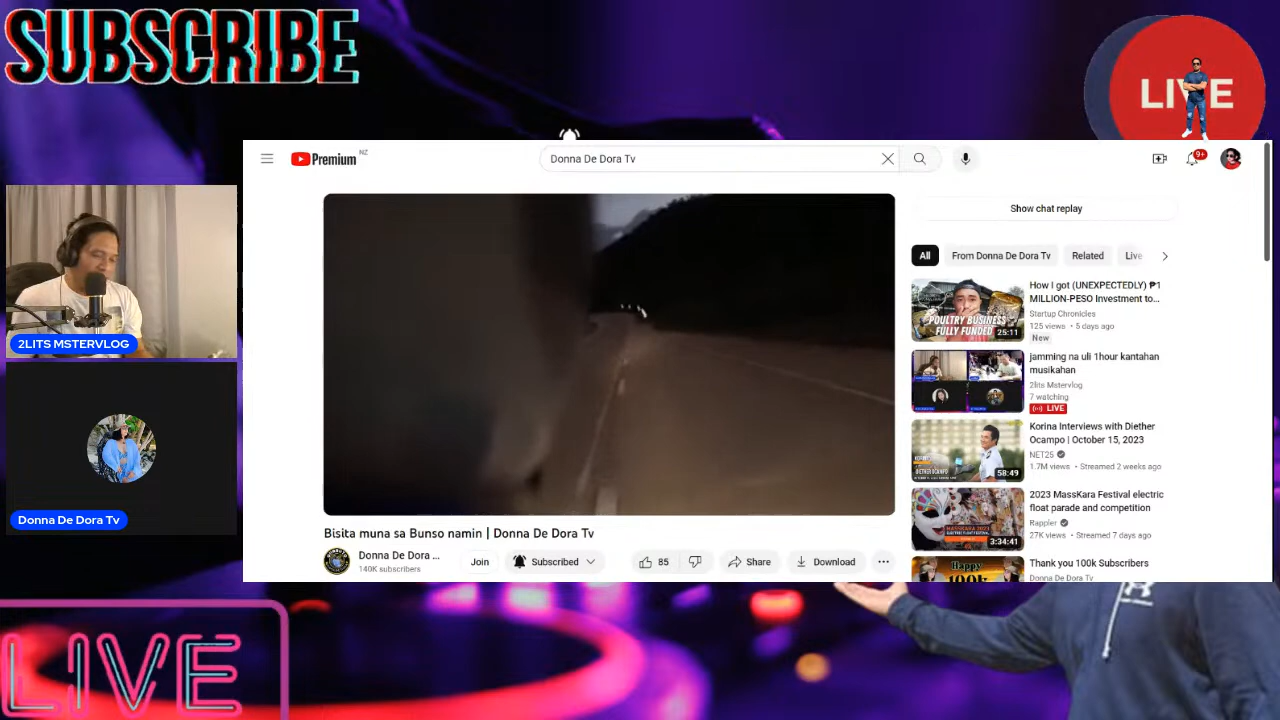 SUBSCRIBE
LIVE
Premium NZ
Donna De Dora Tv
9+
Show chat replay
All
From Donna De Dora Tv
Related
Live
How I got (UNEXPECTEDLY) ₱1
MILLION-PESO Investment to...
Startup Chronicles
125 views • 5 days ago
New
POULTRY BUSINESS
FULLY FUNDED
25:11
jamming na uli 1hour kantahan
musikahan
2lits Mstervlog
7 watching
LIVE
Korina Interviews with Diether
Ocampo | October 15, 2023
NET25
1.7M views • Streamed 2 weeks ago
58:49
2023 MassKara Festival electric
float parade and competition
Rappler
27K views • Streamed 7 days ago
3:34:41
Thank you 100k Subscribers
Donna De Dora Tv
Happy
100k
2LITS MSTERVLOG
Donna De Dora Tv
Bisita muna sa Bunso namin | Donna De Dora Tv
Donna De Dora ...
140K subscribers
Join
Subscribed
85
Share
Download
LIVE